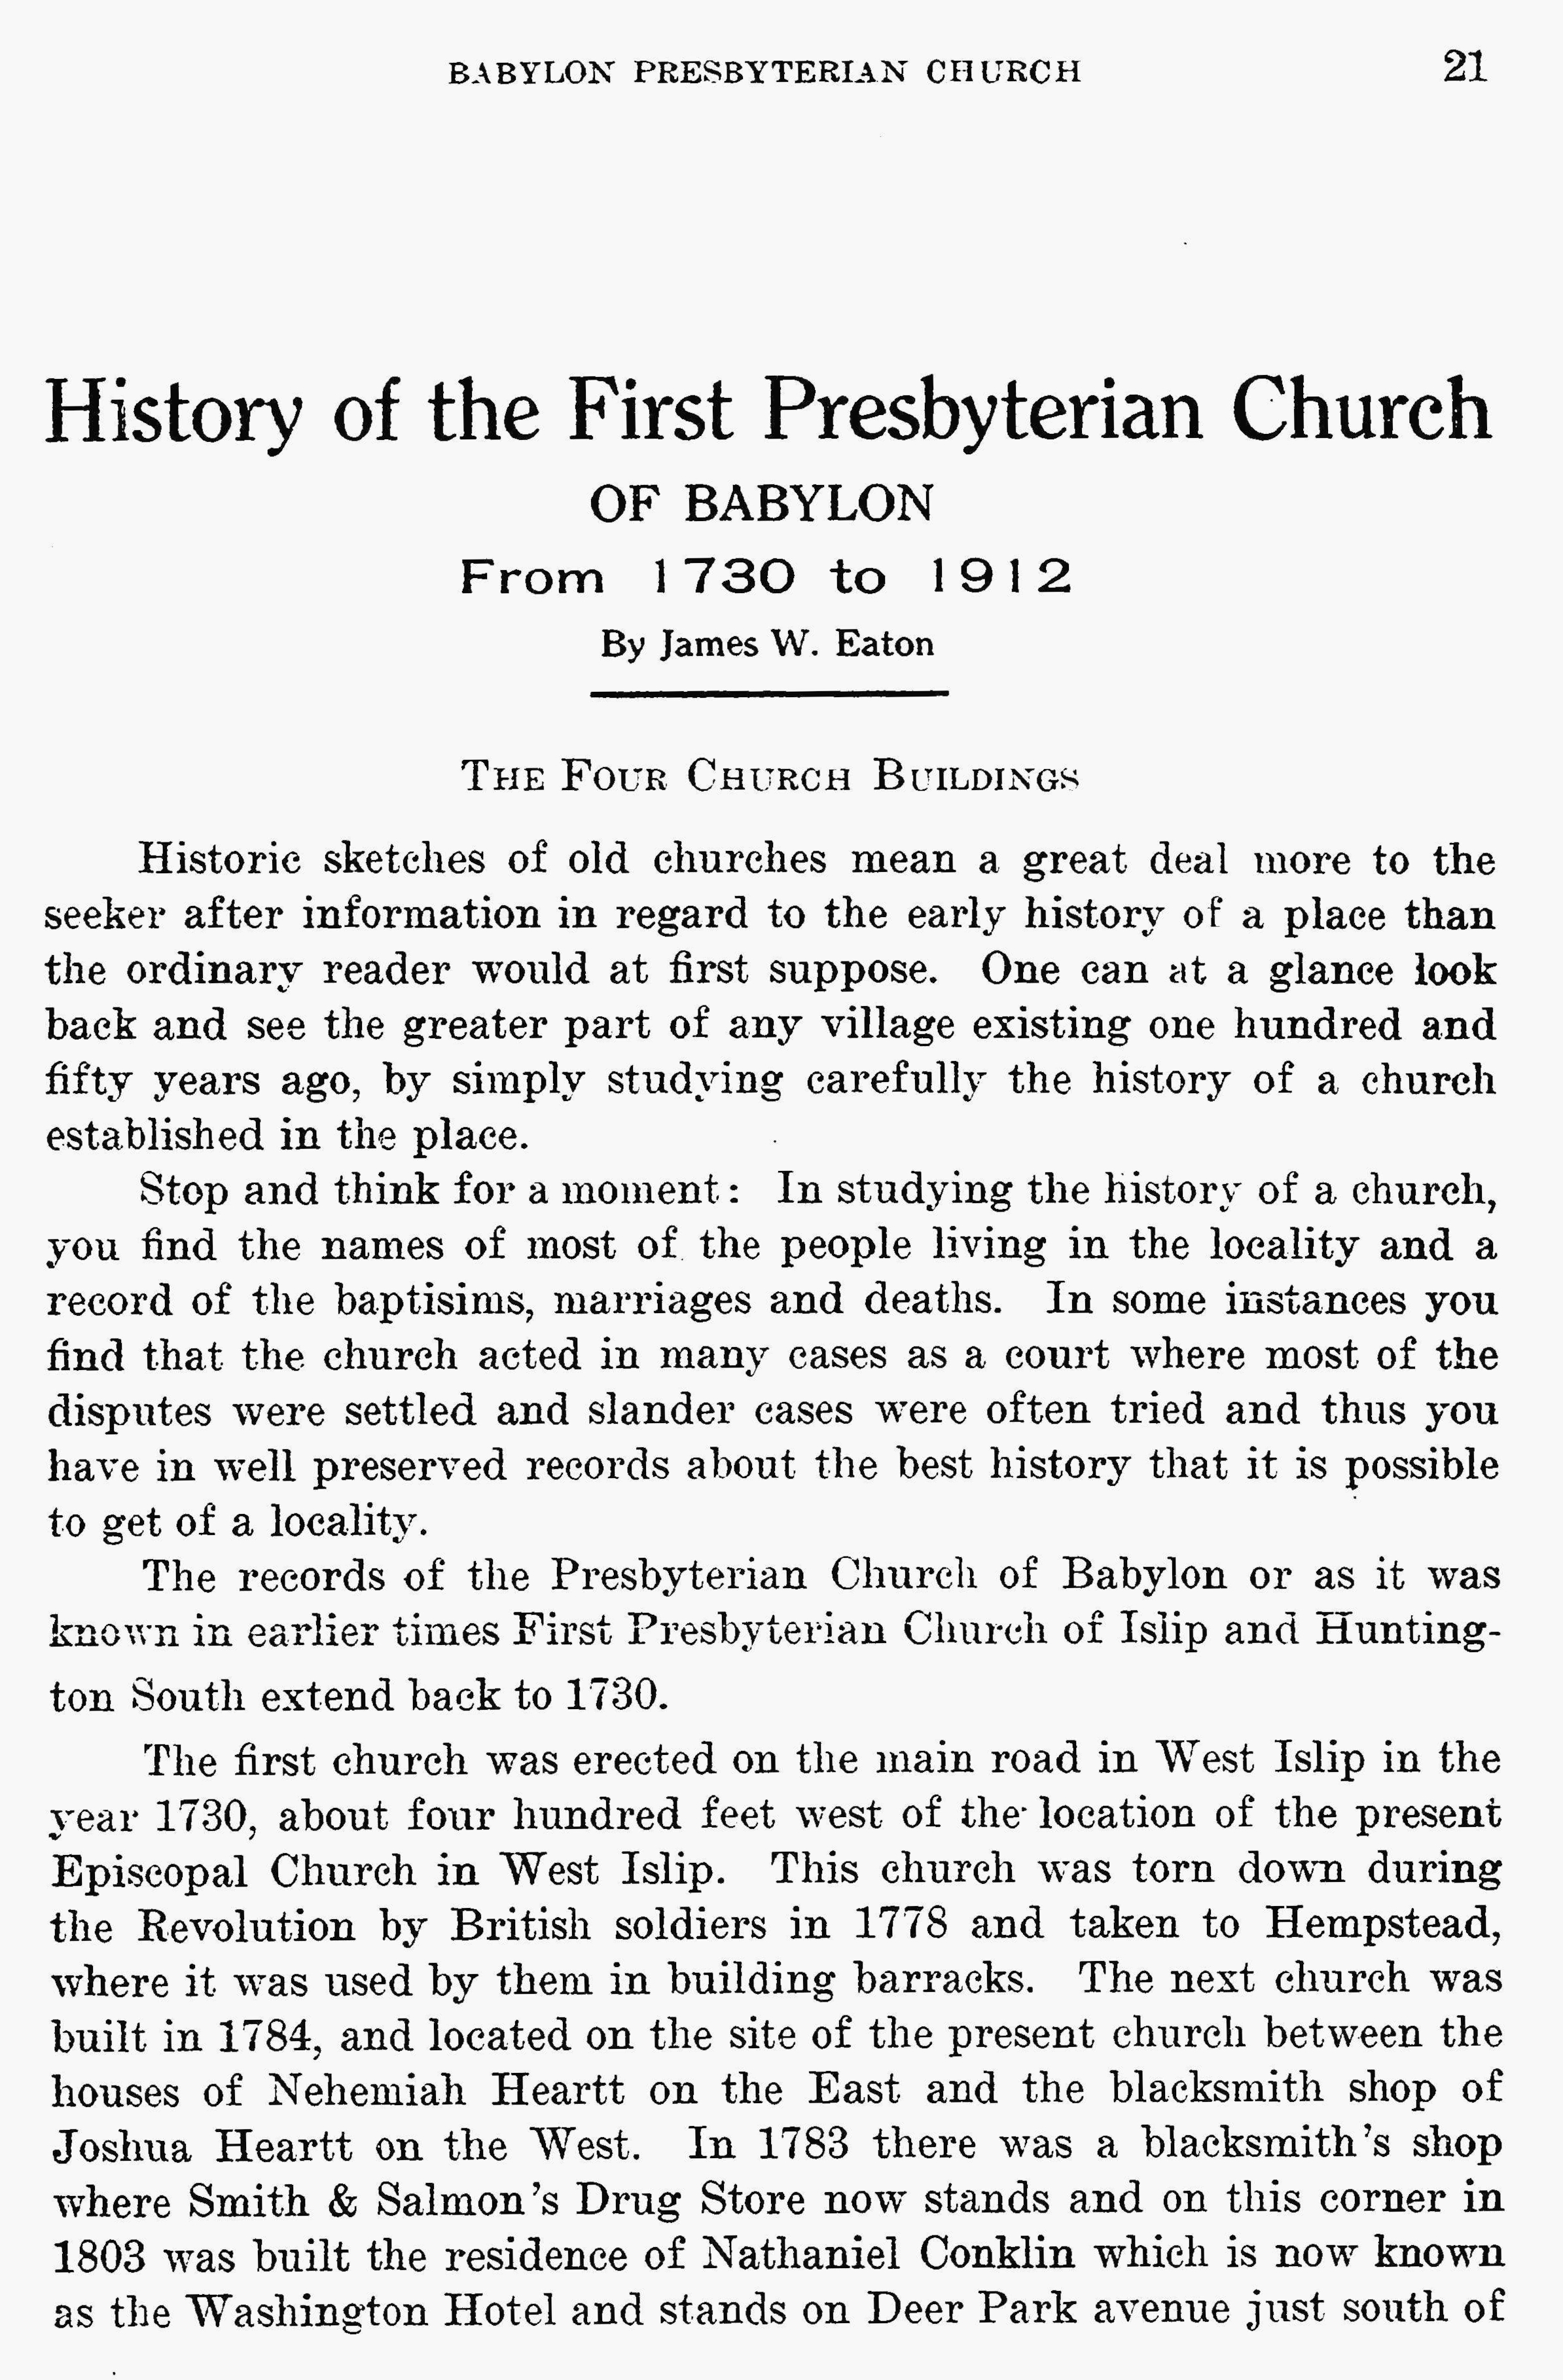 BABYLON PRESBYTERIAN CHURCH 21
History of the First Presbyterian Church
OF BABYLON
From 1730 to 1912
By James W. Eaton
THE FOUR CHURCH BUILDINGS
Historic sketches of old churches mean a great deal more to the
seeker after information in regard to the early history of a place than
the ordinary reader would at first suppose. One can at a glance look
back and see the greater part of any village existing one hundred and
fifty years ago, by simply studying carefully the history of a church
established in the place.
Stop and think for a moment: In studying the history of a church,
you find the names of most of the people living in the locality and a
record of the baptisims, marriages and deaths. In some instances you
find that the church acted in many cases as a court where most of the
disputes were settled and slander cases were often tried and thus you
have in well preserved records about the best history that it is possible
to get of a locality.
The records of the Presbyterian Church of Babylon or as it was
known in earlier times First Presbyterian Church of Islip and Hunting-
ton South extend back to 1730.
The first church was erected on the main road in West Islip in the
year 1730, about four hundred feet west of the location of the present
Episcopal Church in West Islip. This church was torn down during
the Revolution by British soldiers in 1778 and taken to Hempstead,
where it was used by them in building barracks. The next church was
built in 1784, and located on the site of the present church between the
houses of Nehemiah Heartt on the East and the blacksmith shop of
Joshua Heartt on the West. In 1783 there was a blacksmith's shop
where Smith & Salmon's Drug Store now stands and on this corner in
1803 was built the residence of Nathaniel Conklin which is now known
as the Washington Hotel and stands on Deer Park avenue just south of